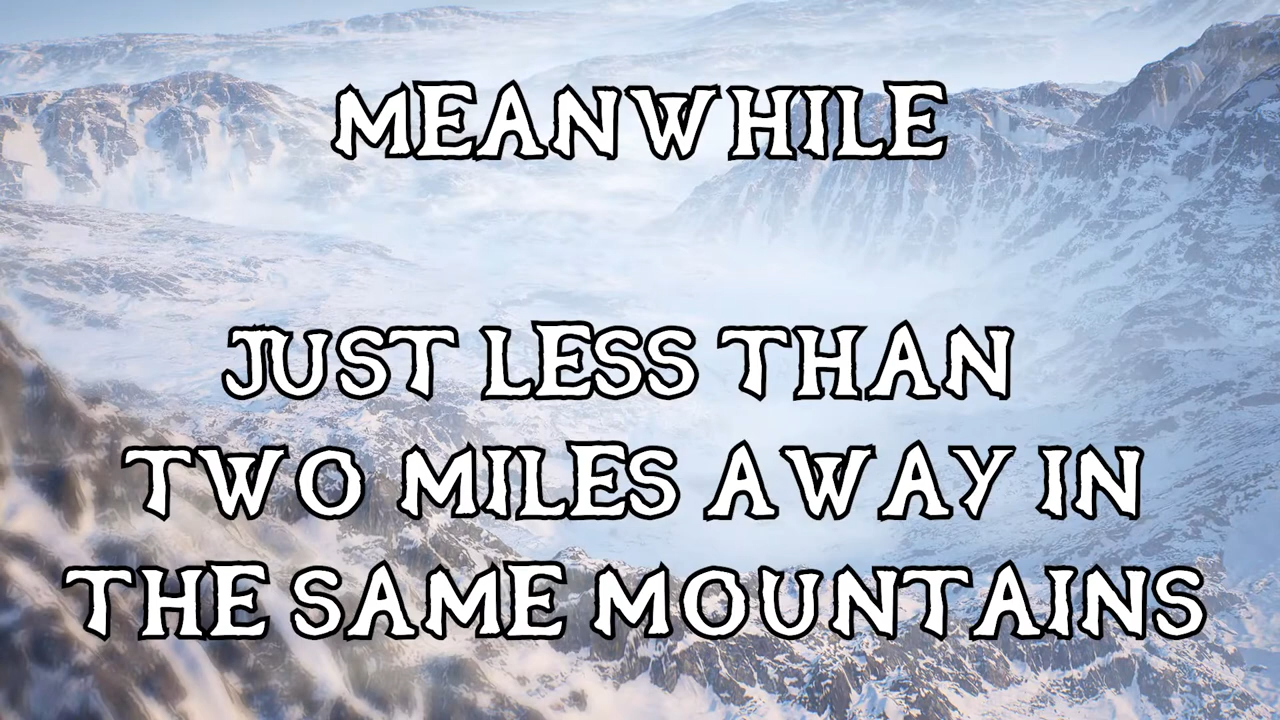 MEANWHILE
JUST LESS THAN
TWO MILES AWAY IN
THE SAME MOUNTAINS